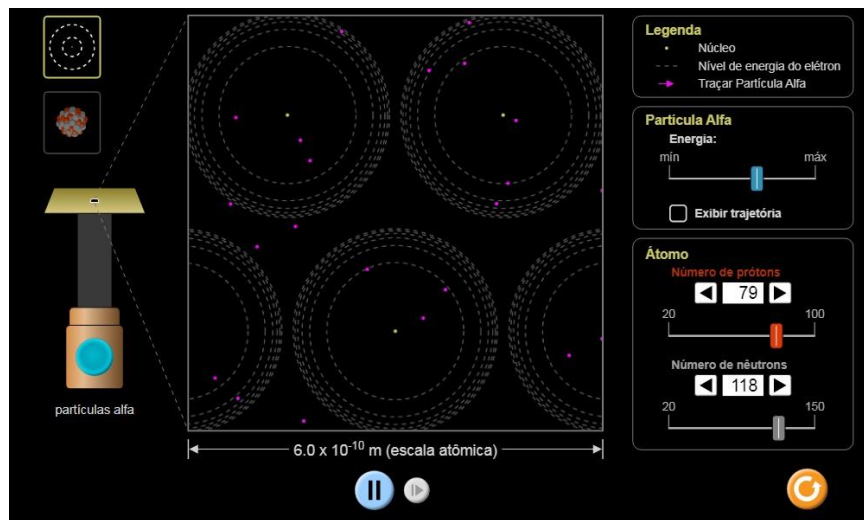 Legenda
Núcleo
Nível de energia do elétron
Traçar Partícula Alfa
Partícula Alfa
Energia:
mín máx
Exibir trajetória
Átomo
Número de prótons
79
20 100
Número de nêutrons
118
20 150
partículas alfa
6.0 x 10⁻¹⁰ m (escala atômica)